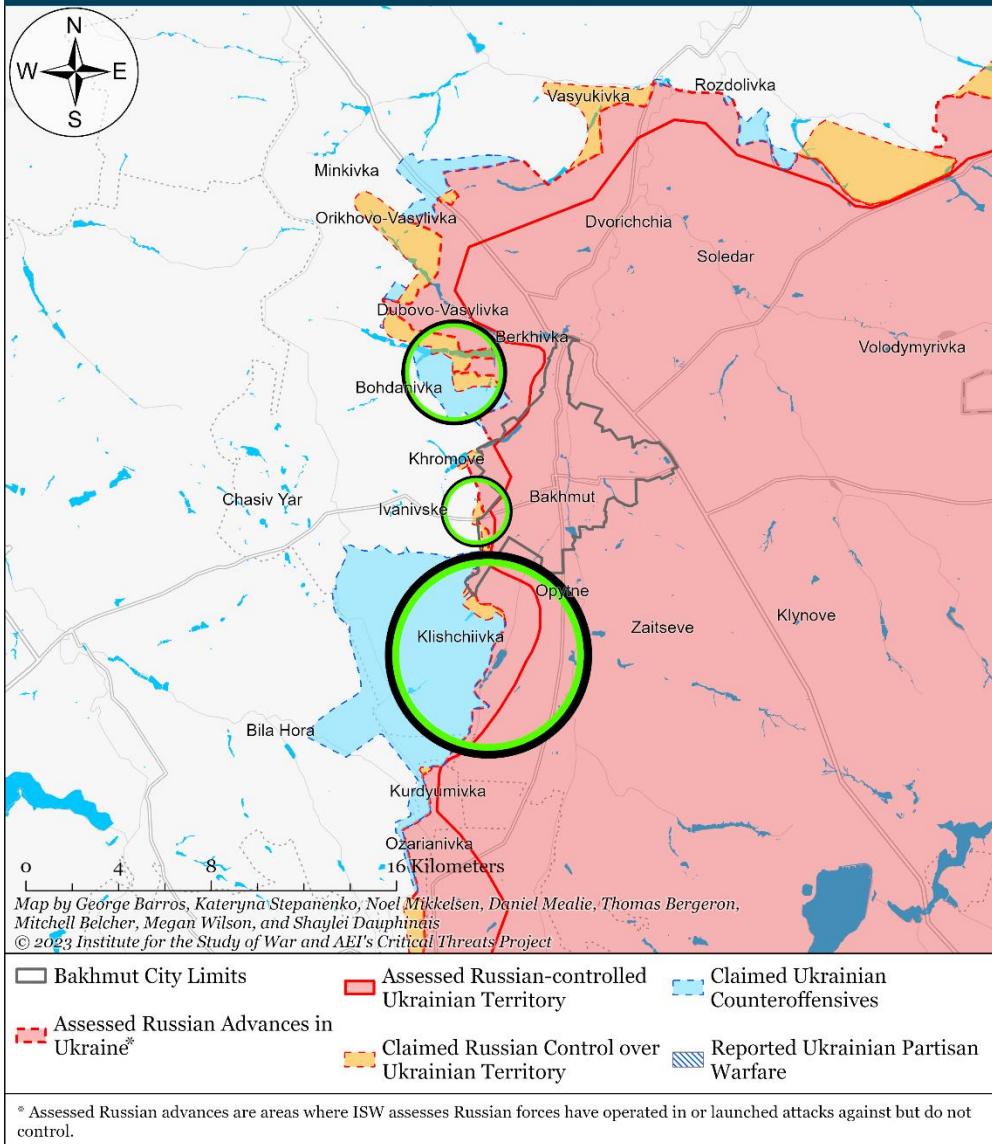 N
W E
S
Vasyukivka
Rozdolivka
Minkivka
Orikhovo-Vasylivka
Dvorichchia
Soledar
Dubovo-Vasylivka
Berkhivka
Volodymyrivka
Bohdanivka
Khromove
Chasiv Yar
Bakhmut
Ivanivske
Opytne
Klishchiivka
Zaitseve
Klynove
Bila Hora
Kurdyumivka
Ozarianivka
0 4 8 16 Kilometers
Map by George Barros, Kateryna Stepanenko, Noel Mikkelsen, Daniel Mealie, Thomas Bergeron,
Mitchell Belcher, Megan Wilson, and Shaylei Dauphinais
© 2023 Institute for the Study of War and AEI's Critical Threats Project
Bakhmut City Limits
Assessed Russian Advances in
Ukraine*
Assessed Russian-controlled
Ukrainian Territory
Claimed Russian Control over
Ukrainian Territory
Claimed Ukrainian
Counteroffensives
Reported Ukrainian Partisan
Warfare
* Assessed Russian advances are areas where ISW assesses Russian forces have operated in or launched attacks against but do not
control.